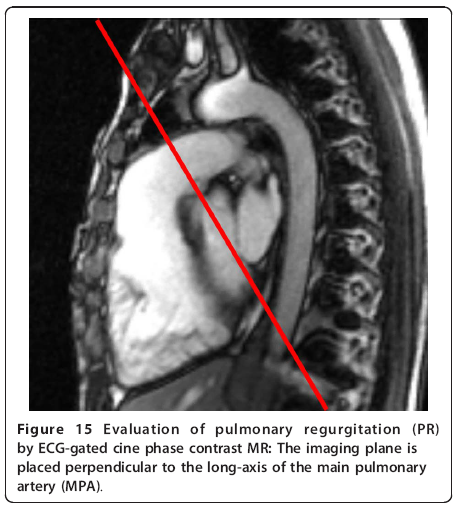 Figure 15 Evaluation of pulmonary regurgitation (PR)
by ECG-gated cine phase contrast MR: The imaging plane is
placed perpendicular to the long-axis of the main pulmonary
artery (MPA).